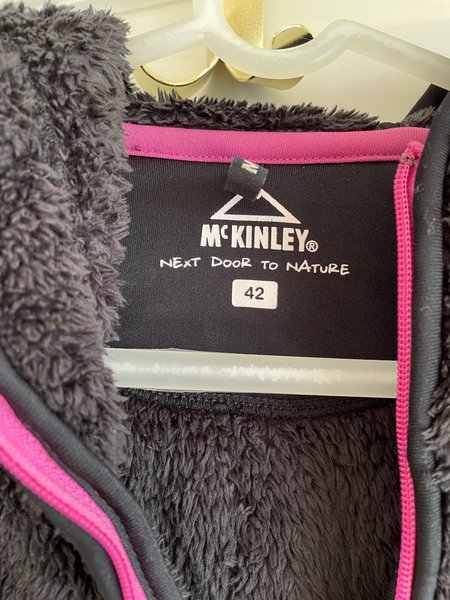 M
McKINLEY®
NEXT DOOR TO NATURE
42